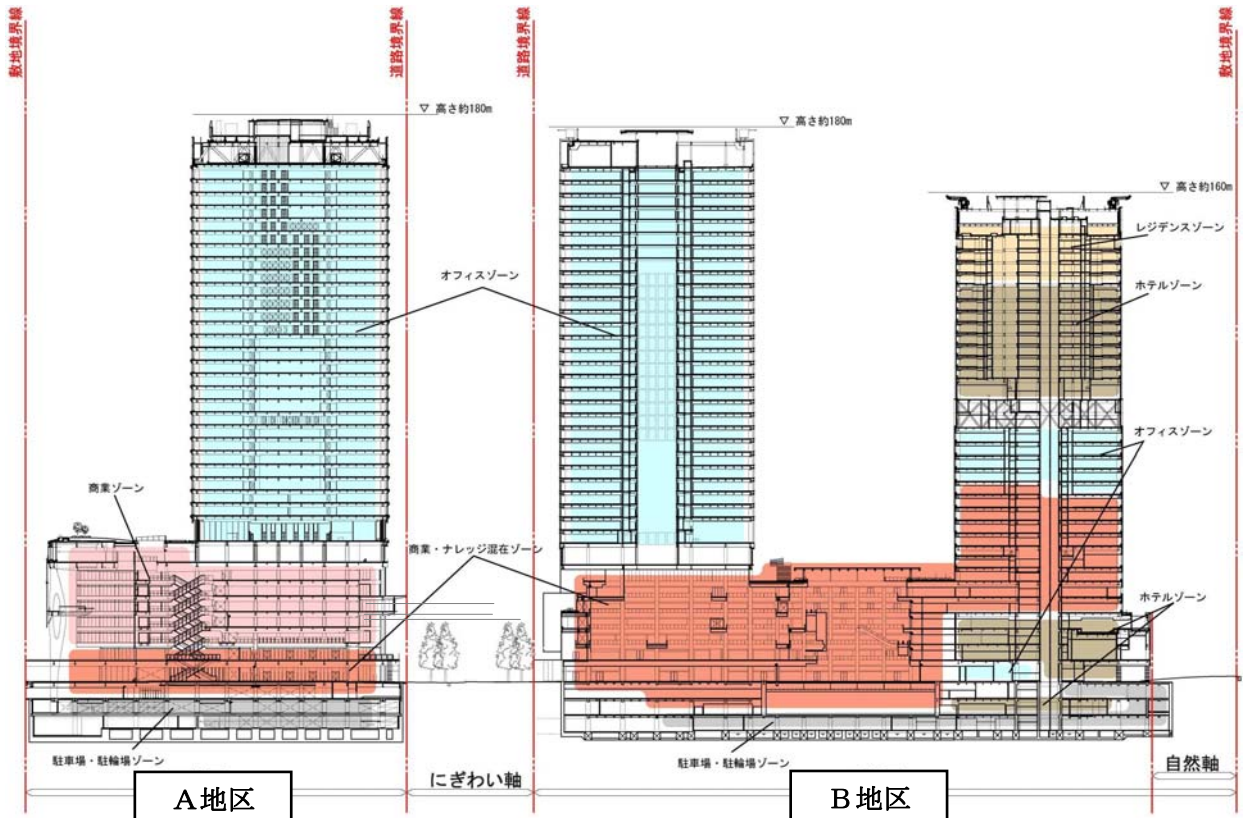 敷地境界線
道路境界線
道路境界線
敷地境界線
▽ 高さ約180m
▽ 高さ約180m
▽ 高さ約160m
レジデンスゾーン
オフィスゾーン
ホテルゾーン
オフィスゾーン
商業ゾーン
商業・ナレッジ混在ゾーン
ホテルゾーン
駐車場・駐輪場ゾーン
駐車場・駐輪場ゾーン
自然軸
にぎわい軸
A地区
B地区